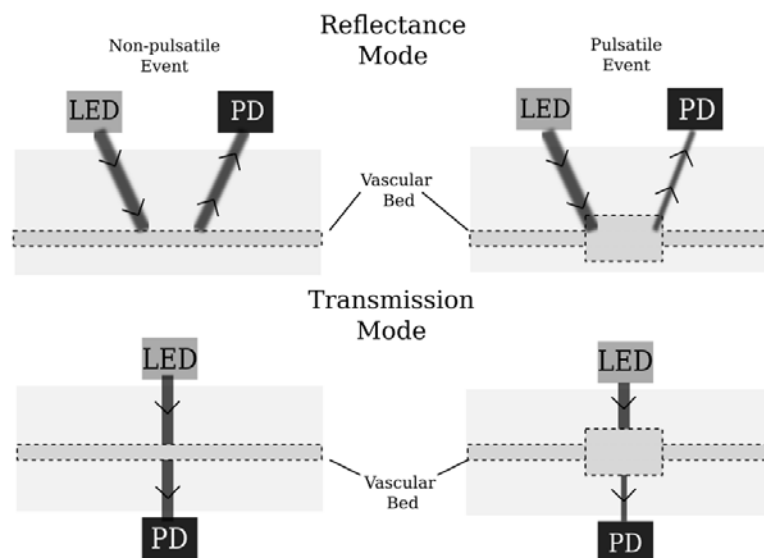 Reflectance
Mode
Non-pulsatile
Event
Pulsatile
Event
LED
PD
LED
PD
Vascular
Bed
Transmission
Mode
LED
LED
Vascular
Bed
PD
PD